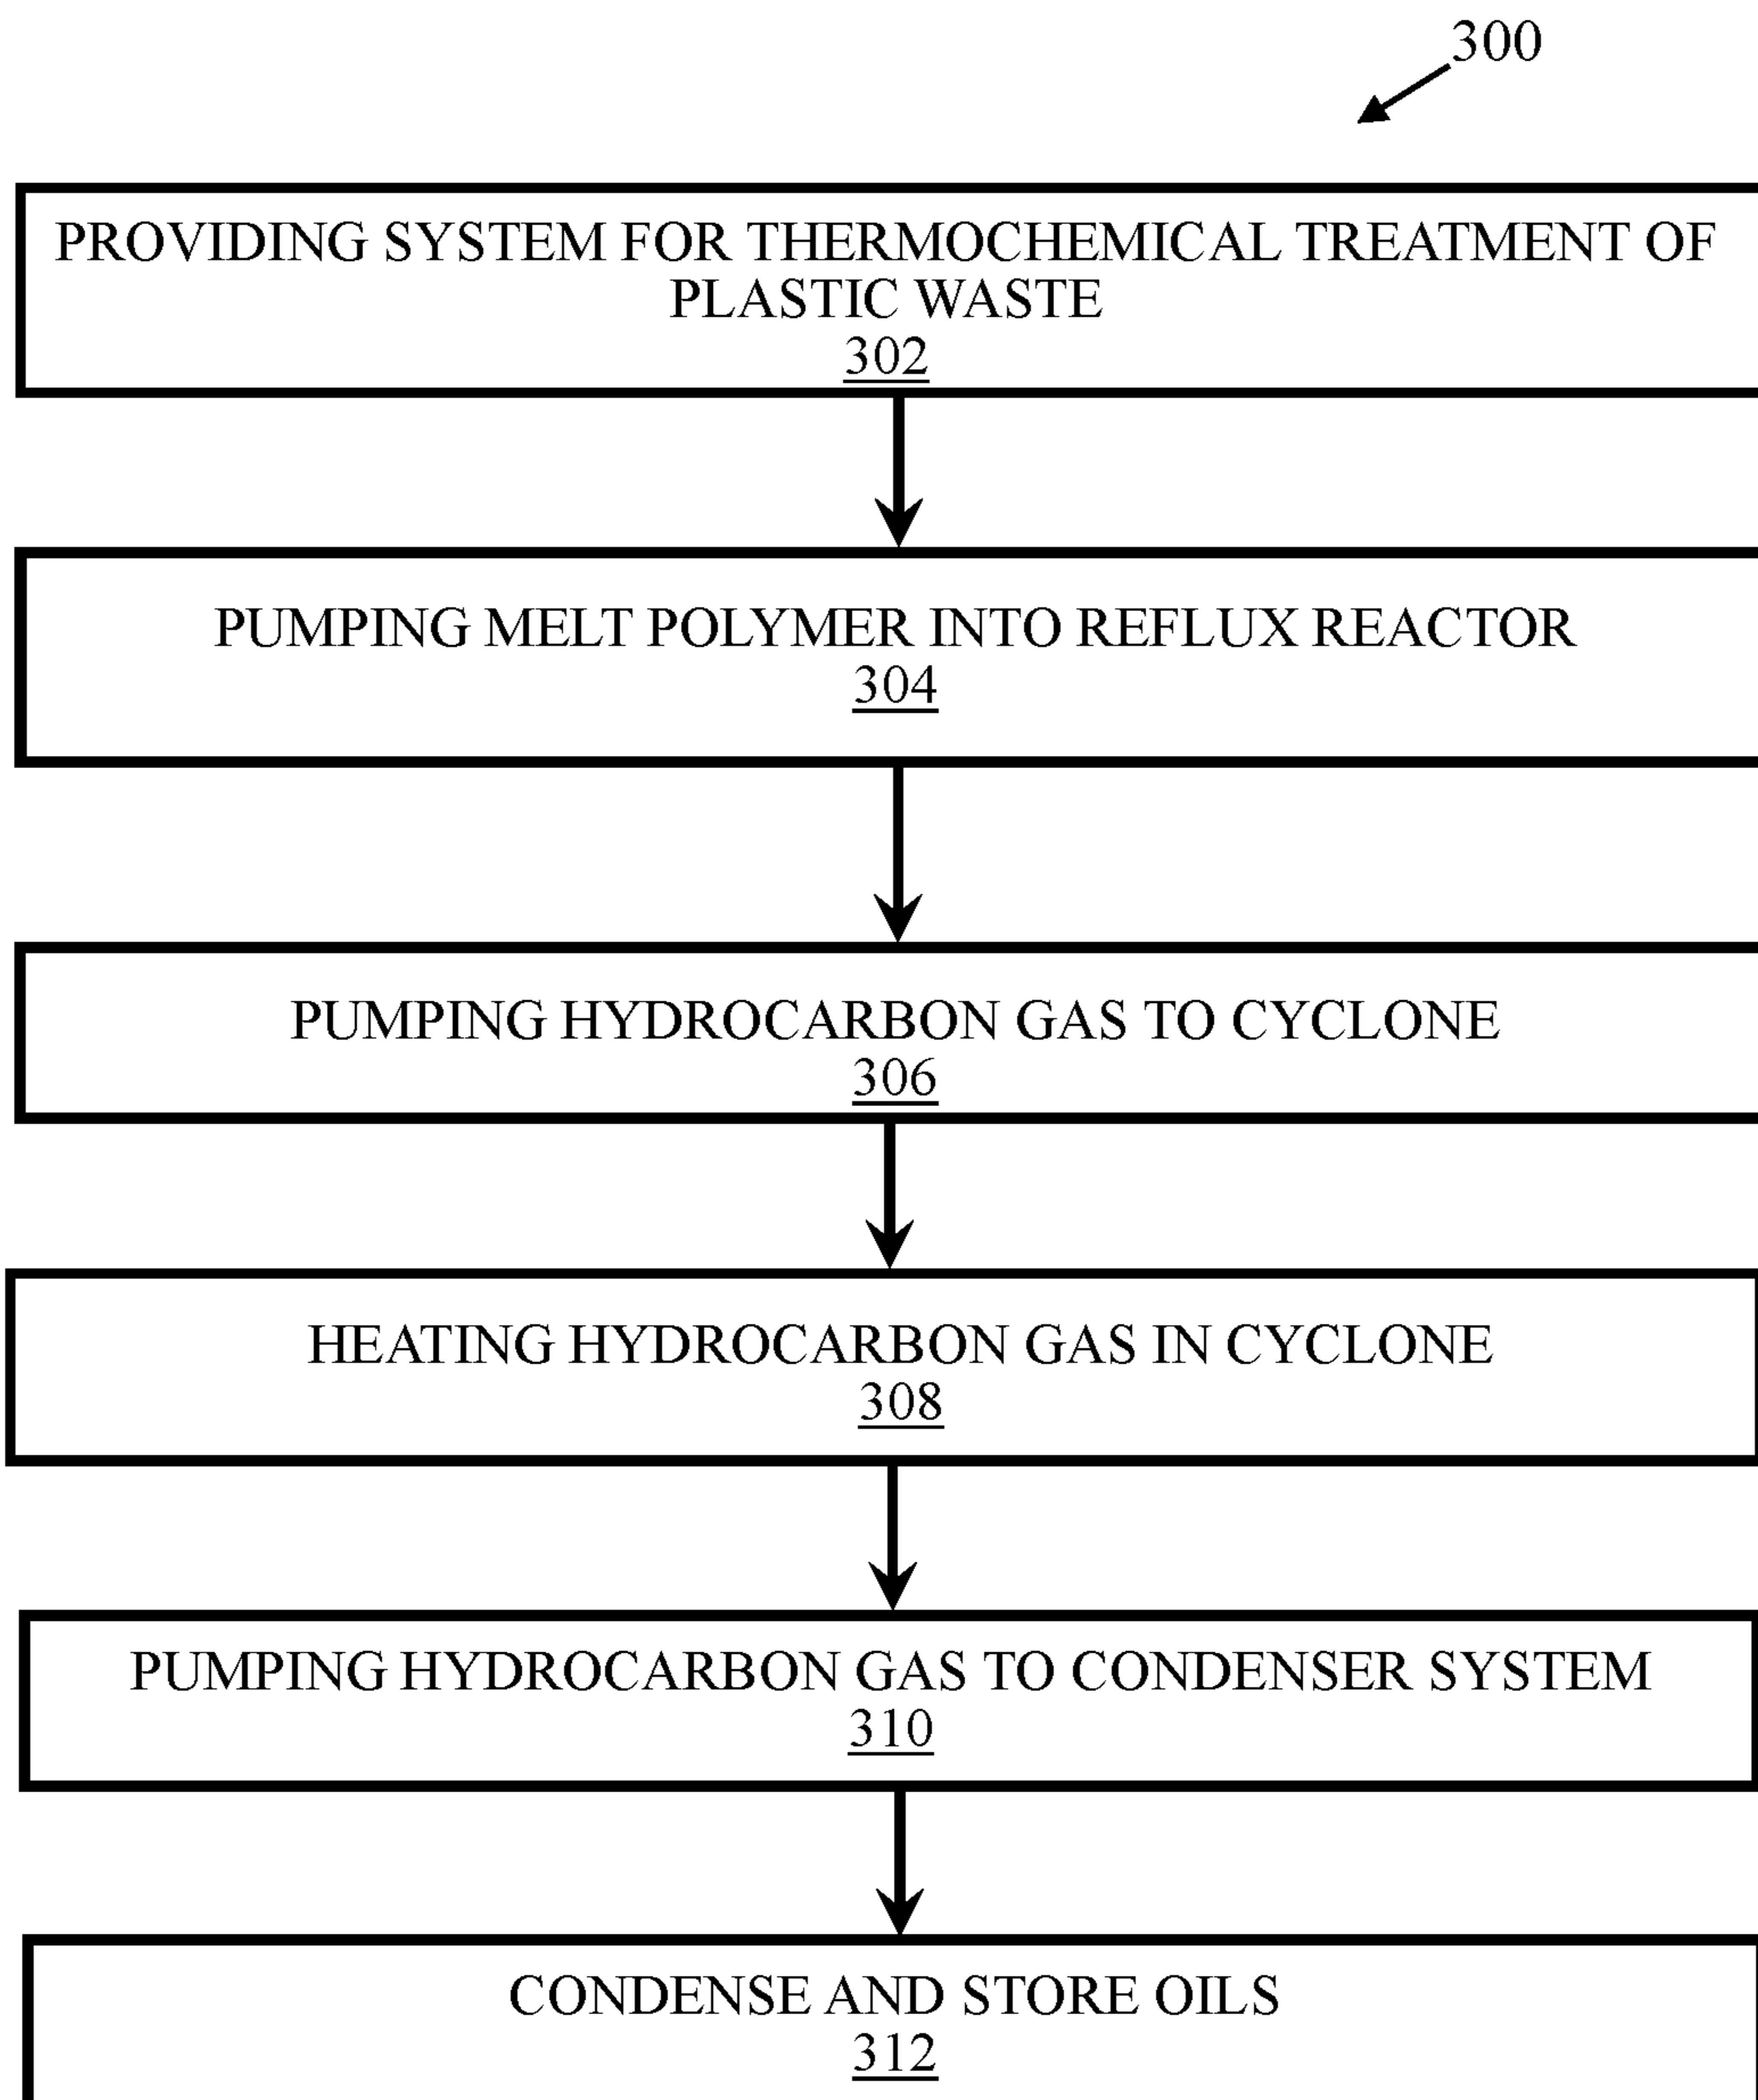 300
PROVIDING SYSTEM FOR THERMOCHEMICAL TREATMENT OF
PLASTIC WASTE
302
PUMPING MELT POLYMER INTO REFLUX REACTOR
304
PUMPING HYDROCARBON GAS TO CYCLONE
306
HEATING HYDROCARBON GAS IN CYCLONE
308
PUMPING HYDROCARBON GAS TO CONDENSER SYSTEM
310
CONDENSE AND STORE OILS
312